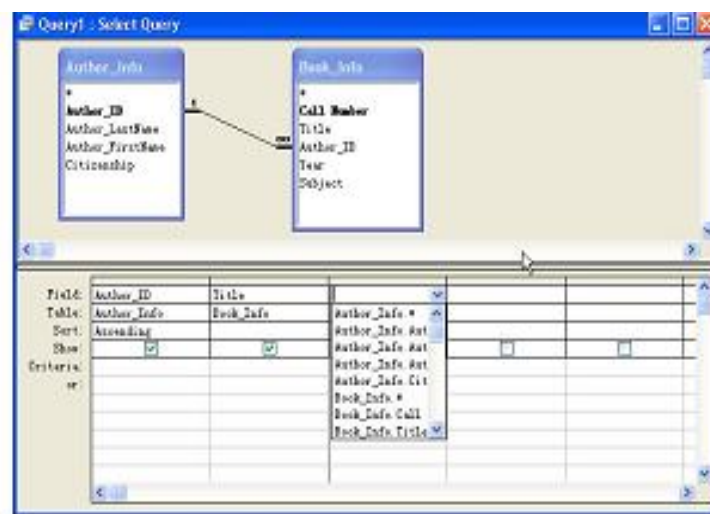 Query1 : Select Query
Author_Info
*
Author_ID
Author_LastName
Author_FirstName
Citizenship
1
Book_Info
*
Call Number
Title
Author_ID
Year
Subject
∞
Field: Author_ID Title
Table: Author_Info Book_Info
Sort: Ascending
Show:
Criteria:
or:
Author_Info.*
Author_Info.Aut
Author_Info.Aut
Author_Info.Aut
Author_Info.Cit
Book_Info.*
Book_Info.Call
Book_Info.Title